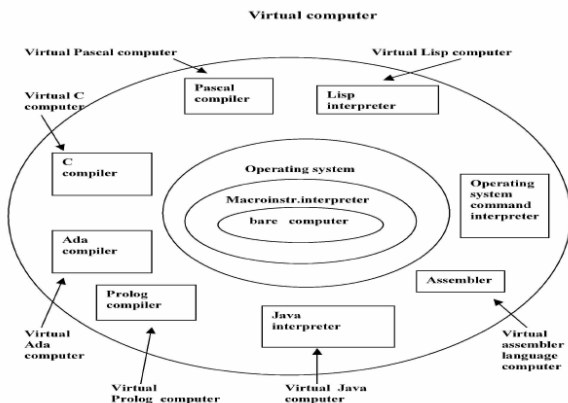 Virtual computer
Virtual Pascal computer
Virtual Lisp computer
Pascal
compiler
Lisp
interpreter
Virtual C
computer
C
compiler
Operating system
Macroinstr.interpreter
bare computer
Operating
system
command
interpreter
Ada
compiler
Prolog
compiler
Java
interpreter
Assembler
Virtual
Ada
computer
Virtual
Prolog computer
Virtual Java
computer
Virtual
assembler
language
computer